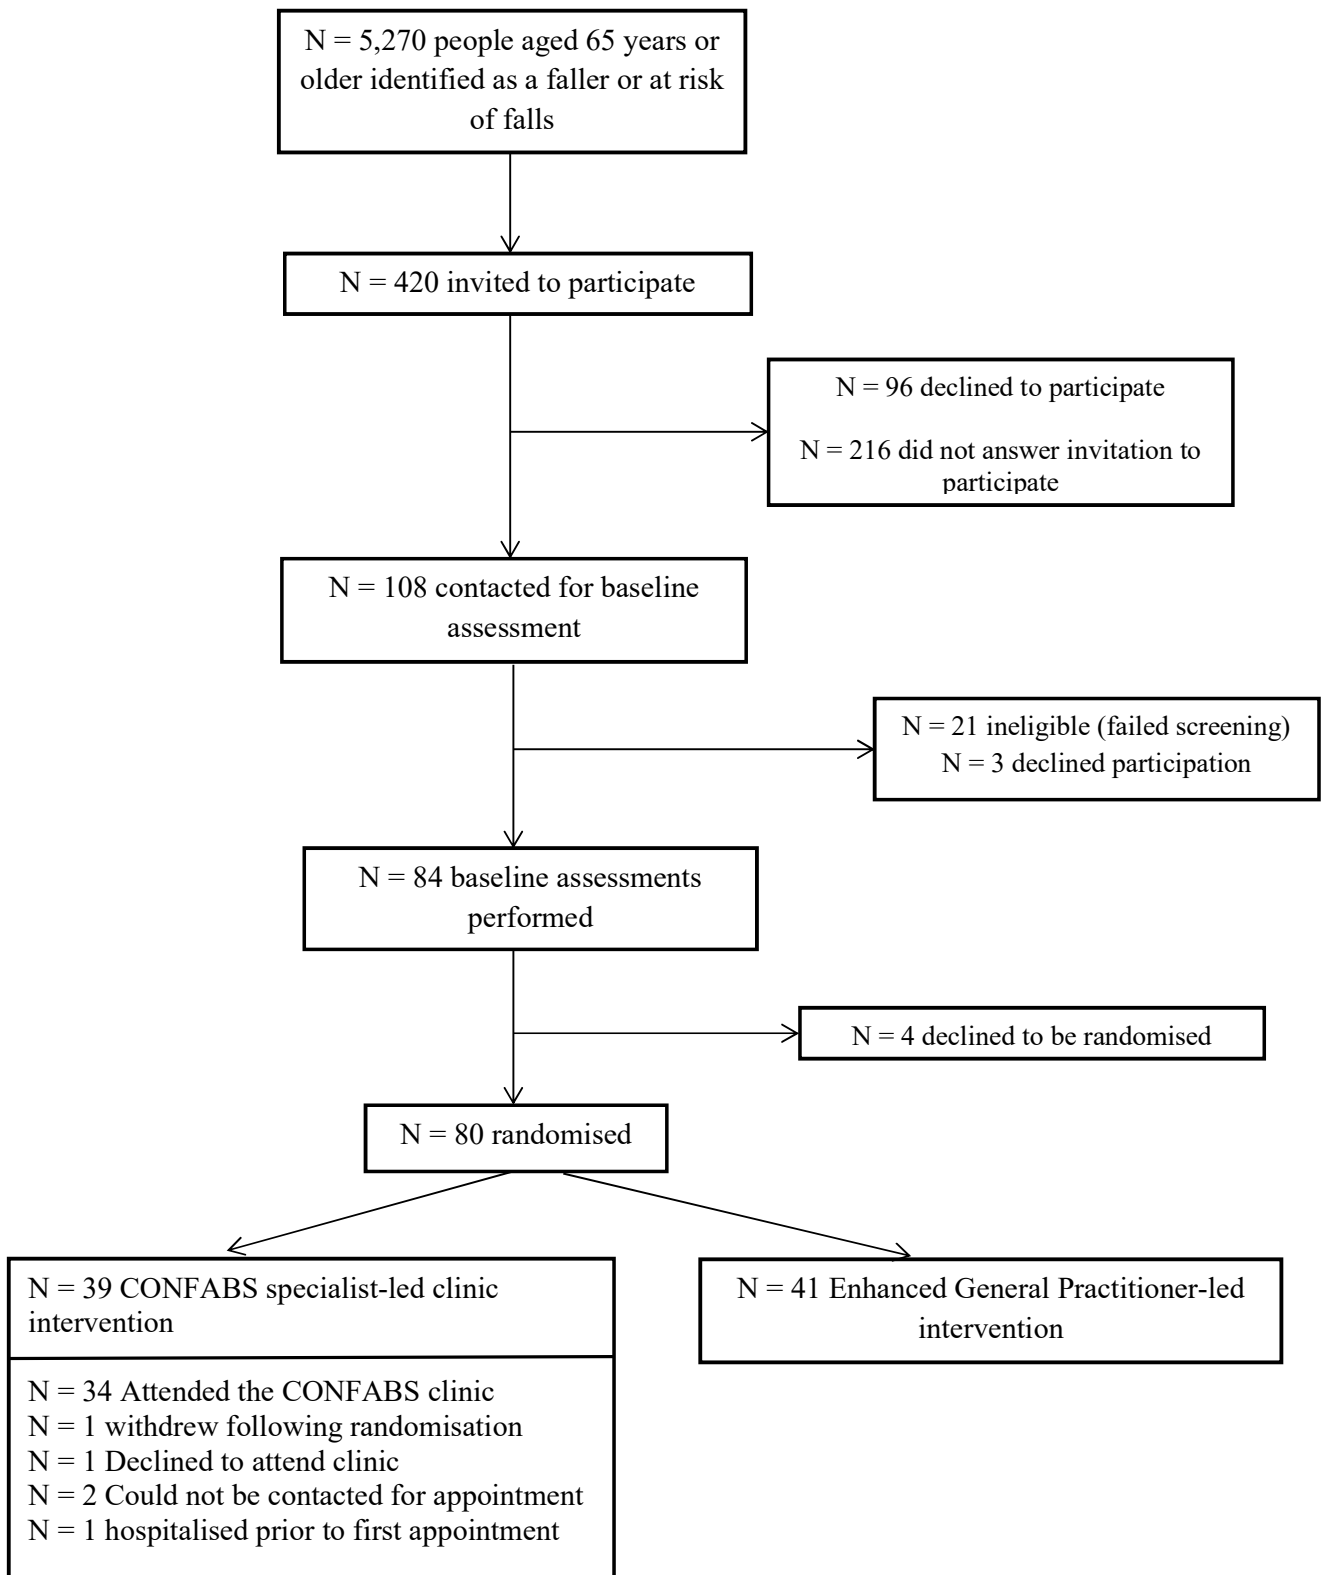 N = 5,270 people aged 65 years or
older identified as a faller or at risk
of falls
N = 420 invited to participate
N = 96 declined to participate
N = 216 did not answer invitation to
participate
N = 108 contacted for baseline
assessment
N = 21 ineligible (failed screening)
N = 3 declined participation
N = 84 baseline assessments
performed
N = 4 declined to be randomised
N = 80 randomised
N = 39 CONFABS specialist-led clinic
intervention
N = 34 Attended the CONFABS clinic
N = 1 withdrew following randomisation
N = 1 Declined to attend clinic
N = 2 Could not be contacted for appointment
N = 1 hospitalised prior to first appointment
N = 41 Enhanced General Practitioner-led
intervention